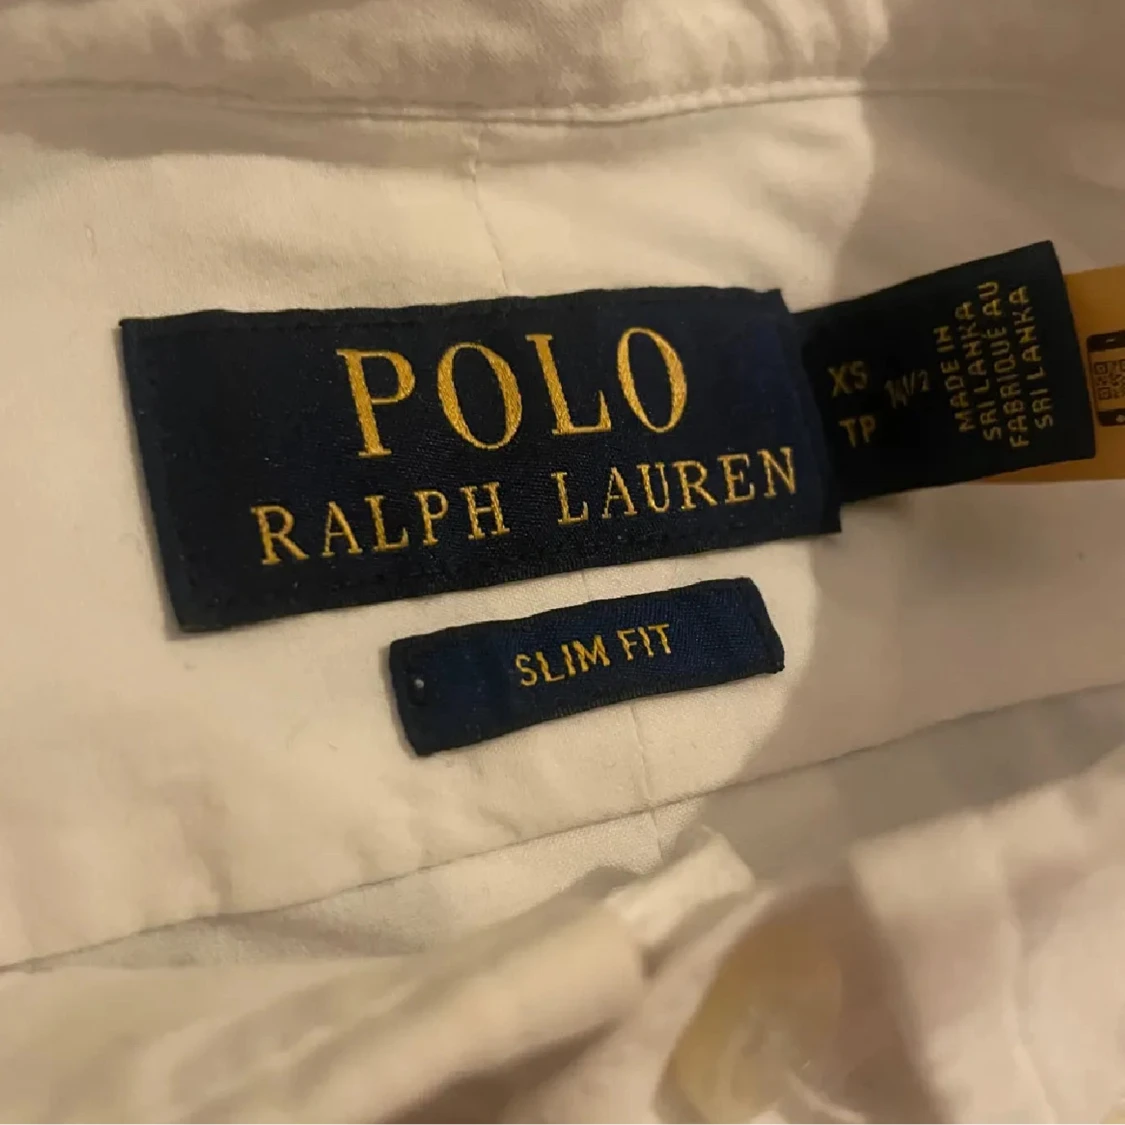 POLO
RALPH LAUREN
SLIM FIT
XS
TP
MADE IN
SRI LANKA
FABRIQUÉ AU
SRI LANKA